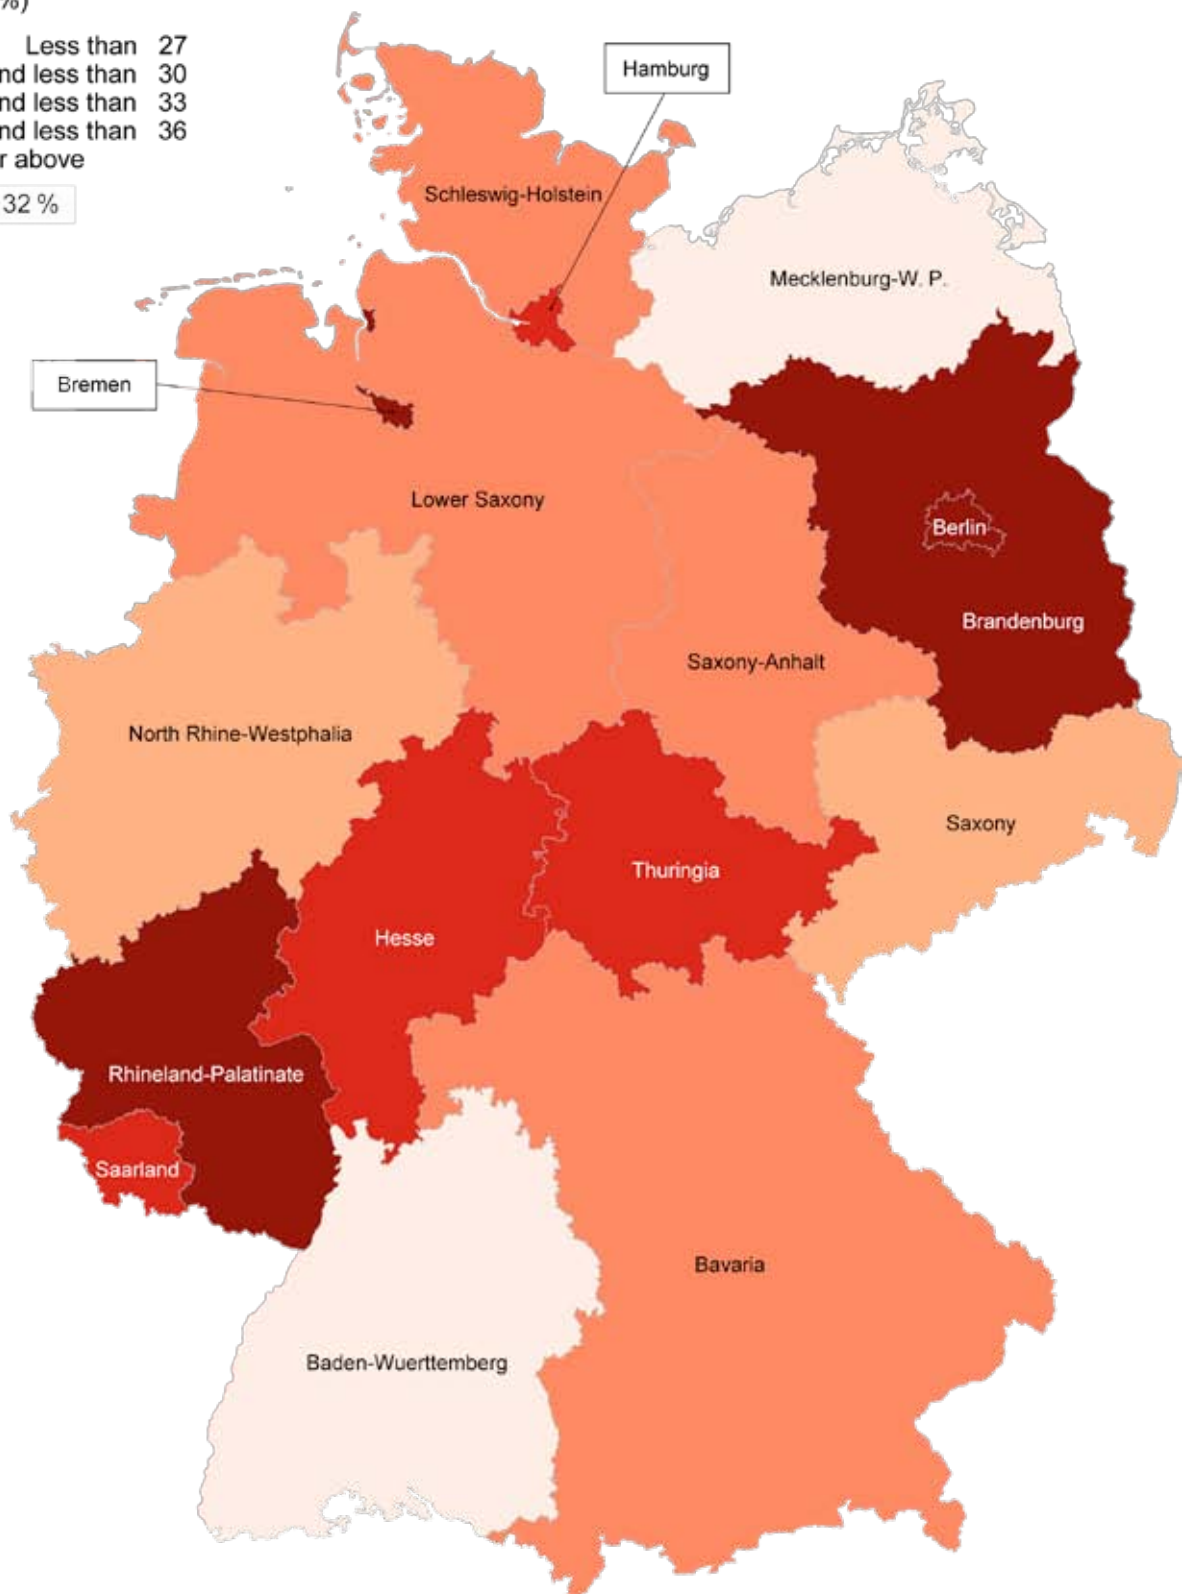 %)
Less than 27
nd less than 30
nd less than 33
nd less than 36
r above
32 %
Hamburg
Schleswig-Holstein
Mecklenburg-W. P.
Bremen
Lower Saxony
Berlin
Brandenburg
Saxony-Anhalt
North Rhine-Westphalia
Saxony
Thuringia
Hesse
Rhineland-Palatinate
Saarland
Bavaria
Baden-Wuerttemberg